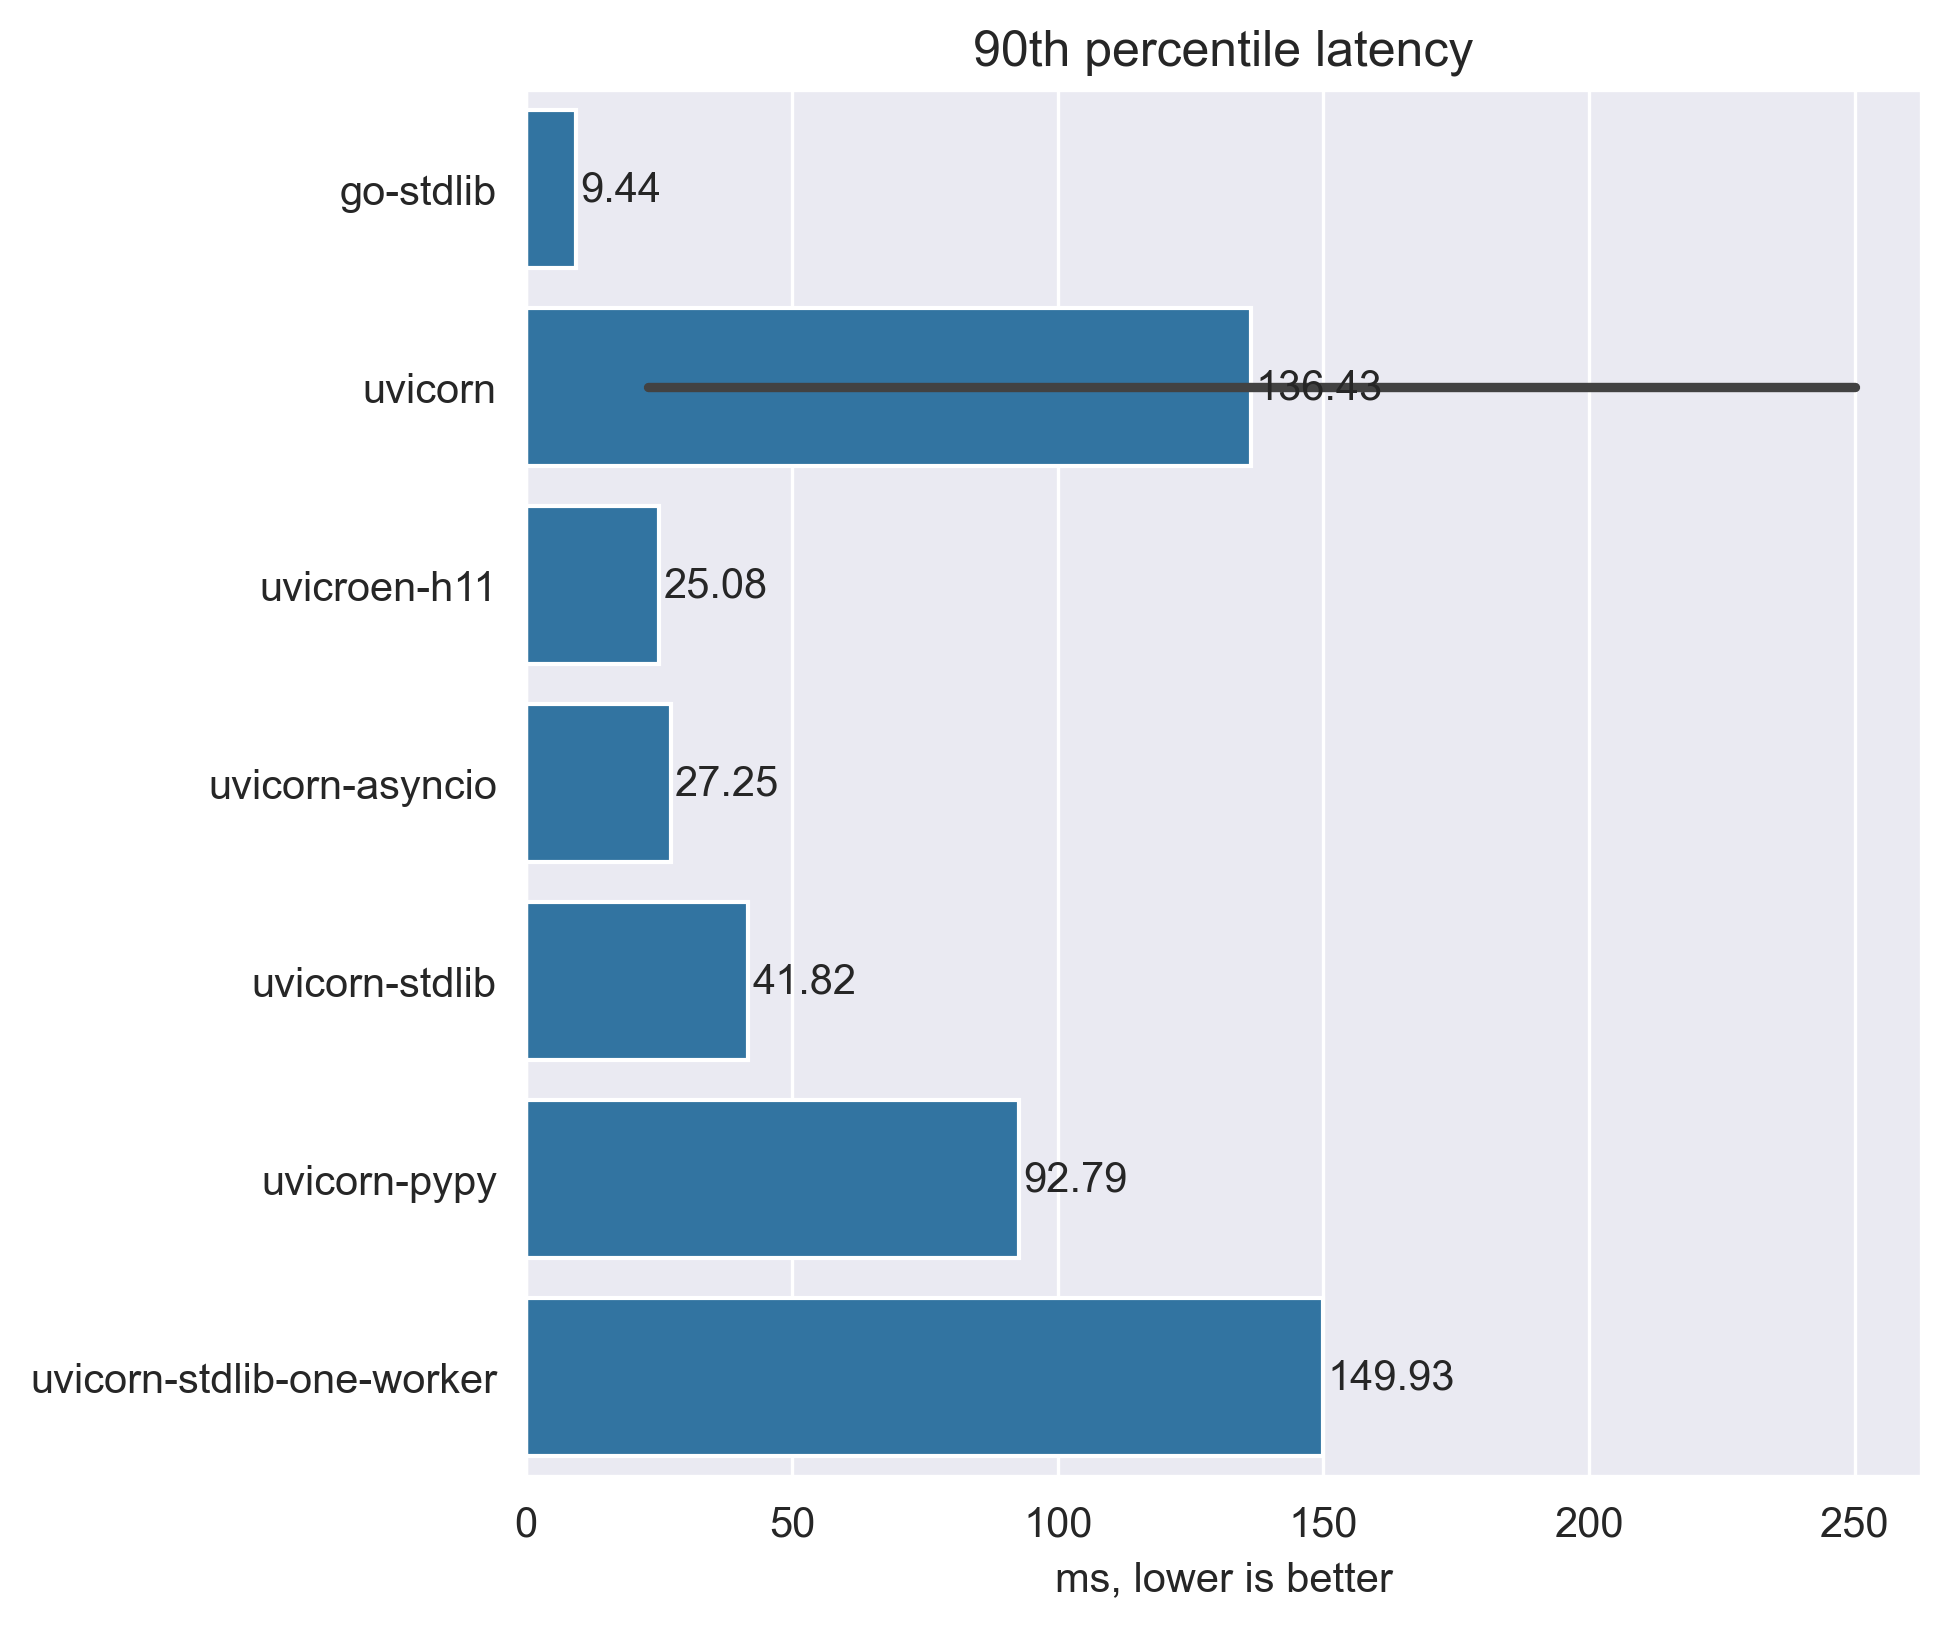 90th percentile latency
go-stdlib 9.44
uvicorn 136.43
uvicroen-h11 25.08
uvicorn-asyncio 27.25
uvicorn-stdlib 41.82
uvicorn-pypy 92.79
uvicorn-stdlib-one-worker 149.93
0 50 100 150 200 250
ms, lower is better